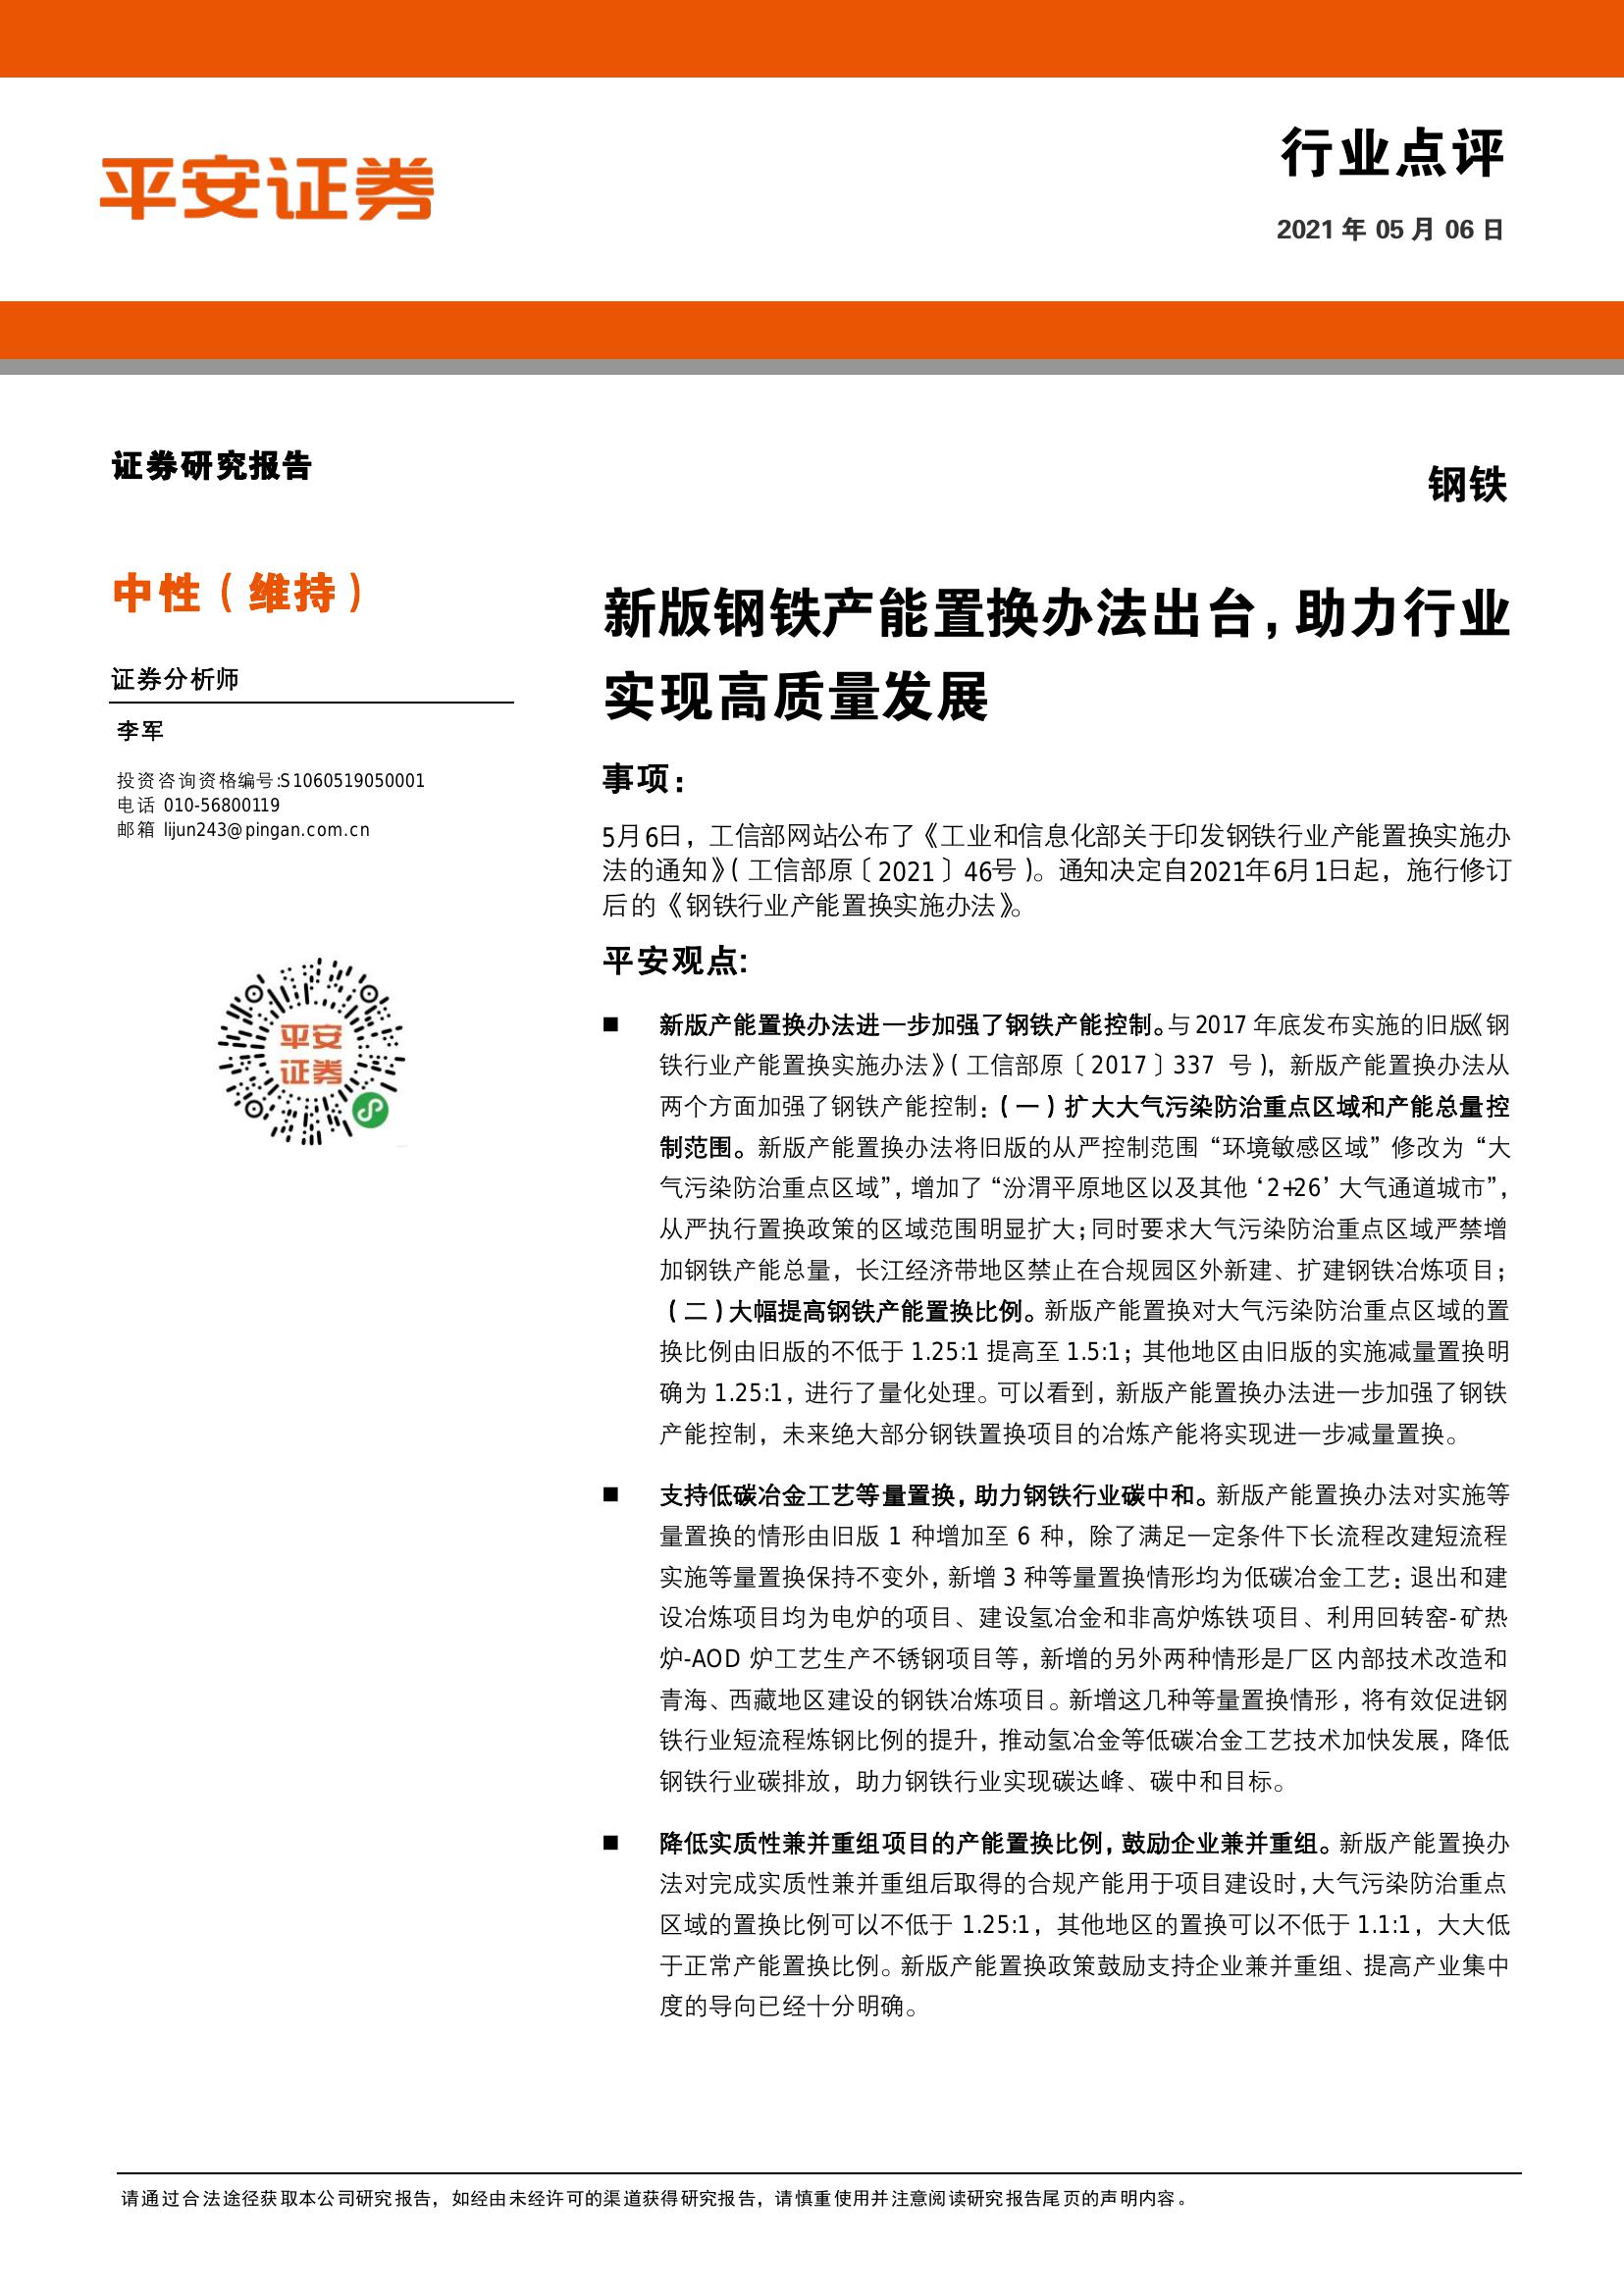 平安证券
行业点评
2021 年 05 月 06 日
证券研究报告
钢铁
中性（维持）
证券分析师
李军
投资咨询资格编号:S1060519050001
电话 010-56800119
邮箱 lijun243@pingan.com.cn
平安
证券
新版钢铁产能置换办法出台，助力行业
实现高质量发展
事项：
5月6日，工信部网站公布了《工业和信息化部关于印发钢铁行业产能置换实施办
法的通知》（工信部原〔2021〕46号）。通知决定自2021年6月1日起，施行修订
后的《钢铁行业产能置换实施办法》。
平安观点:
■ 新版产能置换办法进一步加强了钢铁产能控制。与 2017 年底发布实施的旧版《钢
铁行业产能置换实施办法》（工信部原〔2017〕337 号），新版产能置换办法从
两个方面加强了钢铁产能控制：（一）扩大大气污染防治重点区域和产能总量控
制范围。新版产能置换办法将旧版的从严控制范围“环境敏感区域”修改为“大
气污染防治重点区域”，增加了“汾渭平原地区以及其他‘2+26’大气通道城市”，
从严执行置换政策的区域范围明显扩大；同时要求大气污染防治重点区域严禁增
加钢铁产能总量，长江经济带地区禁止在合规园区外新建、扩建钢铁冶炼项目；
（二）大幅提高钢铁产能置换比例。新版产能置换对大气污染防治重点区域的置
换比例由旧版的不低于 1.25:1 提高至 1.5:1；其他地区由旧版的实施减量置换明
确为 1.25:1，进行了量化处理。可以看到，新版产能置换办法进一步加强了钢铁
产能控制，未来绝大部分钢铁置换项目的冶炼产能将实现进一步减量置换。
■ 支持低碳冶金工艺等量置换，助力钢铁行业碳中和。新版产能置换办法对实施等
量置换的情形由旧版 1 种增加至 6 种，除了满足一定条件下长流程改建短流程
实施等量置换保持不变外，新增 3 种等量置换情形均为低碳冶金工艺：退出和建
设冶炼项目均为电炉的项目、建设氢冶金和非高炉炼铁项目、利用回转窑-矿热
炉-AOD 炉工艺生产不锈钢项目等，新增的另外两种情形是厂区内部技术改造和
青海、西藏地区建设的钢铁冶炼项目。新增这几种等量置换情形，将有效促进钢
铁行业短流程炼钢比例的提升，推动氢冶金等低碳冶金工艺技术加快发展，降低
钢铁行业碳排放，助力钢铁行业实现碳达峰、碳中和目标。
■ 降低实质性兼并重组项目的产能置换比例，鼓励企业兼并重组。新版产能置换办
法对完成实质性兼并重组后取得的合规产能用于项目建设时，大气污染防治重点
区域的置换比例可以不低于 1.25:1，其他地区的置换可以不低于 1.1:1，大大低
于正常产能置换比例。新版产能置换政策鼓励支持企业兼并重组、提高产业集中
度的导向已经十分明确。
请通过合法途径获取本公司研究报告，如经由未经许可的渠道获得研究报告，请慎重使用并注意阅读研究报告尾页的声明内容。